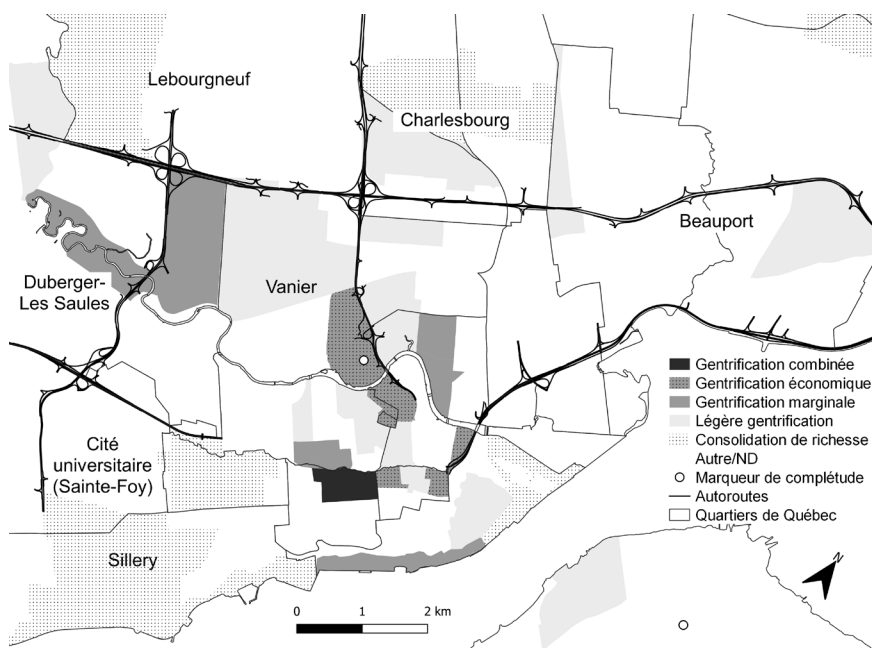 Lebourgneuf
Charlesbourg
Beauport
Duberger-
Les Saules
Vanier
Cité
universitaire
(Sainte-Foy)
Sillery
Gentrification combinée
Gentrification économique
Gentrification marginale
Légère gentrification
Consolidation de richesse
Autre/ND
Marqueur de complétude
Autoroutes
Quartiers de Québec
N
0 1 2 km